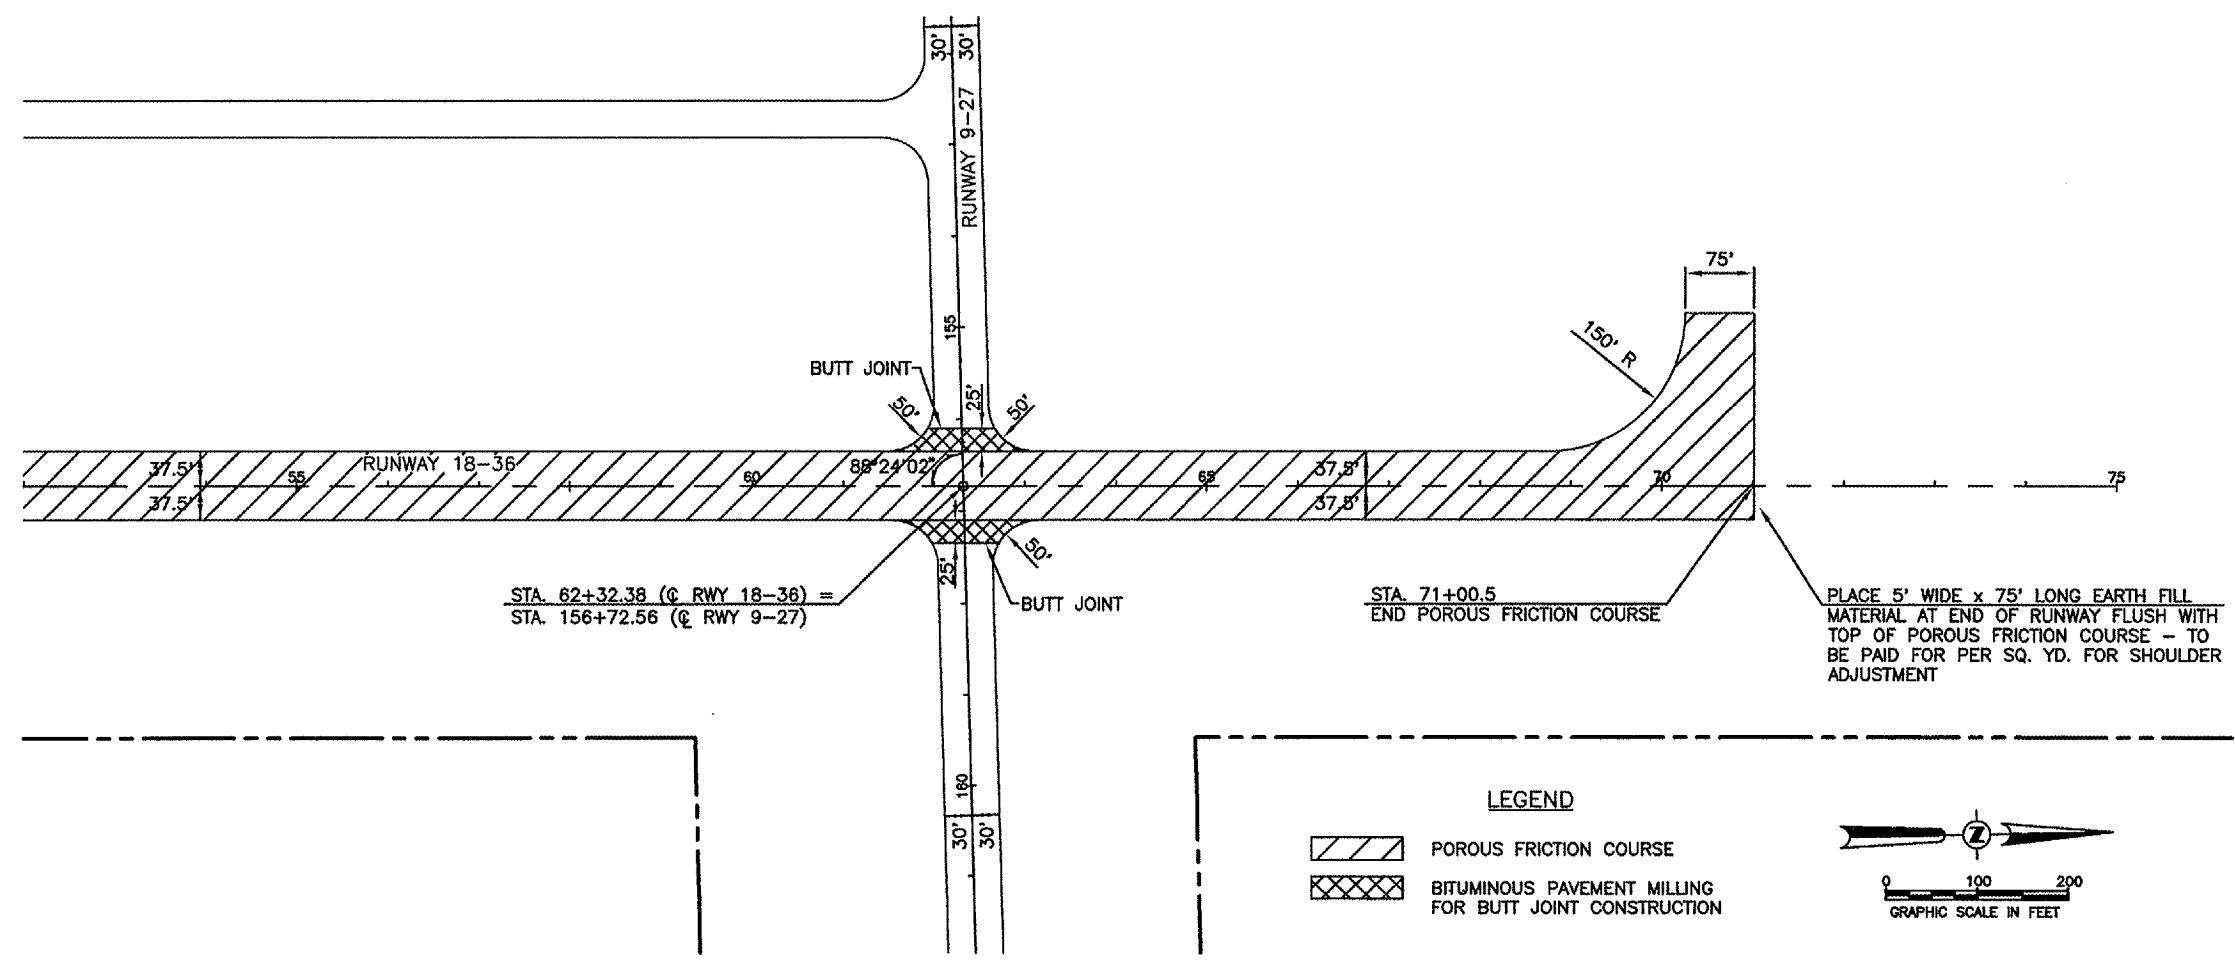 30'
30'
RUNWAY 9-27
75'
150' R
155
BUTT JOINT
50'
25'
50'
37.5'
RUNWAY 18-36
88°24'02"
37.5'
55
60
65
70
75
37.5'
37.5'
25'
50'
BUTT JOINT
STA. 62+32.38 (℄ RWY 18-36) =
STA. 156+72.56 (℄ RWY 9-27)
STA. 71+00.5
END POROUS FRICTION COURSE
PLACE 5' WIDE x 75' LONG EARTH FILL
MATERIAL AT END OF RUNWAY FLUSH WITH
TOP OF POROUS FRICTION COURSE – TO
BE PAID FOR PER SQ. YD. FOR SHOULDER
ADJUSTMENT
160
30'
30'
LEGEND
POROUS FRICTION COURSE
BITUMINOUS PAVEMENT MILLING
FOR BUTT JOINT CONSTRUCTION
Z
0 100 200
GRAPHIC SCALE IN FEET